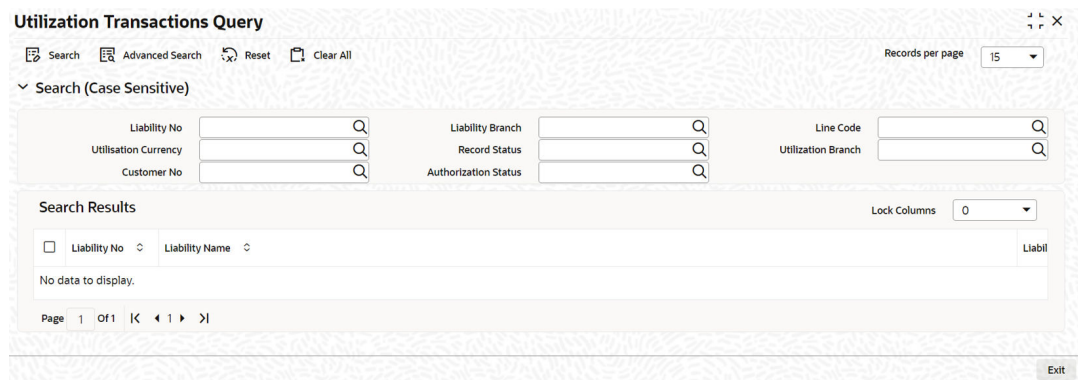 Utilization Transactions Query
Search Advanced Search Reset Clear All Records per page 15
Search (Case Sensitive)
Liability No Liability Branch Line Code
Utilisation Currency Record Status Utilization Branch
Customer No Authorization Status
Search Results Lock Columns 0
Liability No Liability Name Liabil
No data to display.
Page 1 Of 1 1
Exit